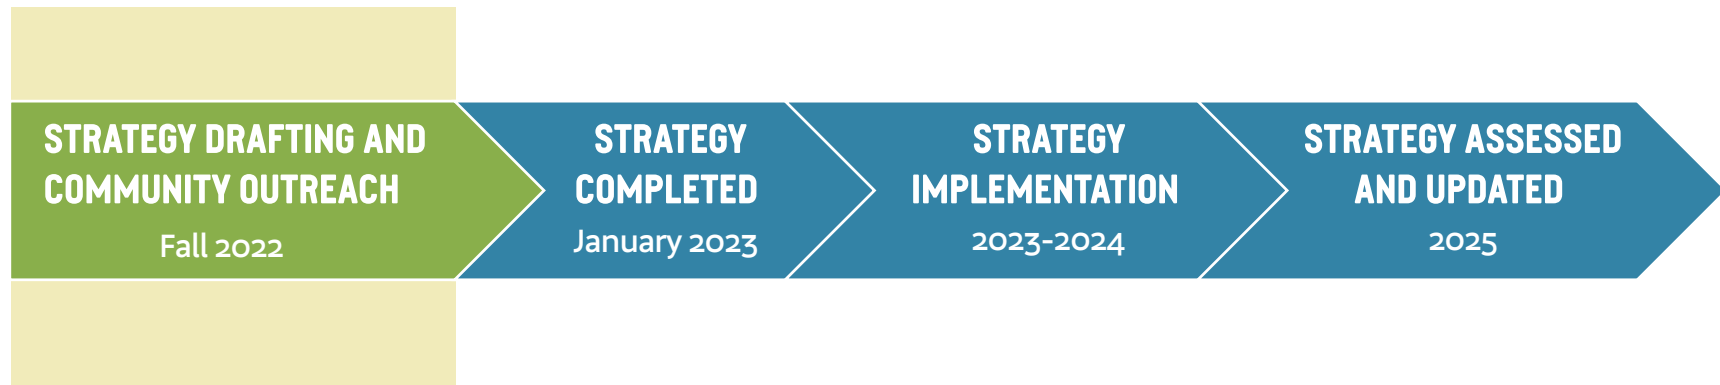 STRATEGY DRAFTING AND
COMMUNITY OUTREACH
Fall 2022
STRATEGY
COMPLETED
January 2023
STRATEGY
IMPLEMENTATION
2023-2024
STRATEGY ASSESSED
AND UPDATED
2025